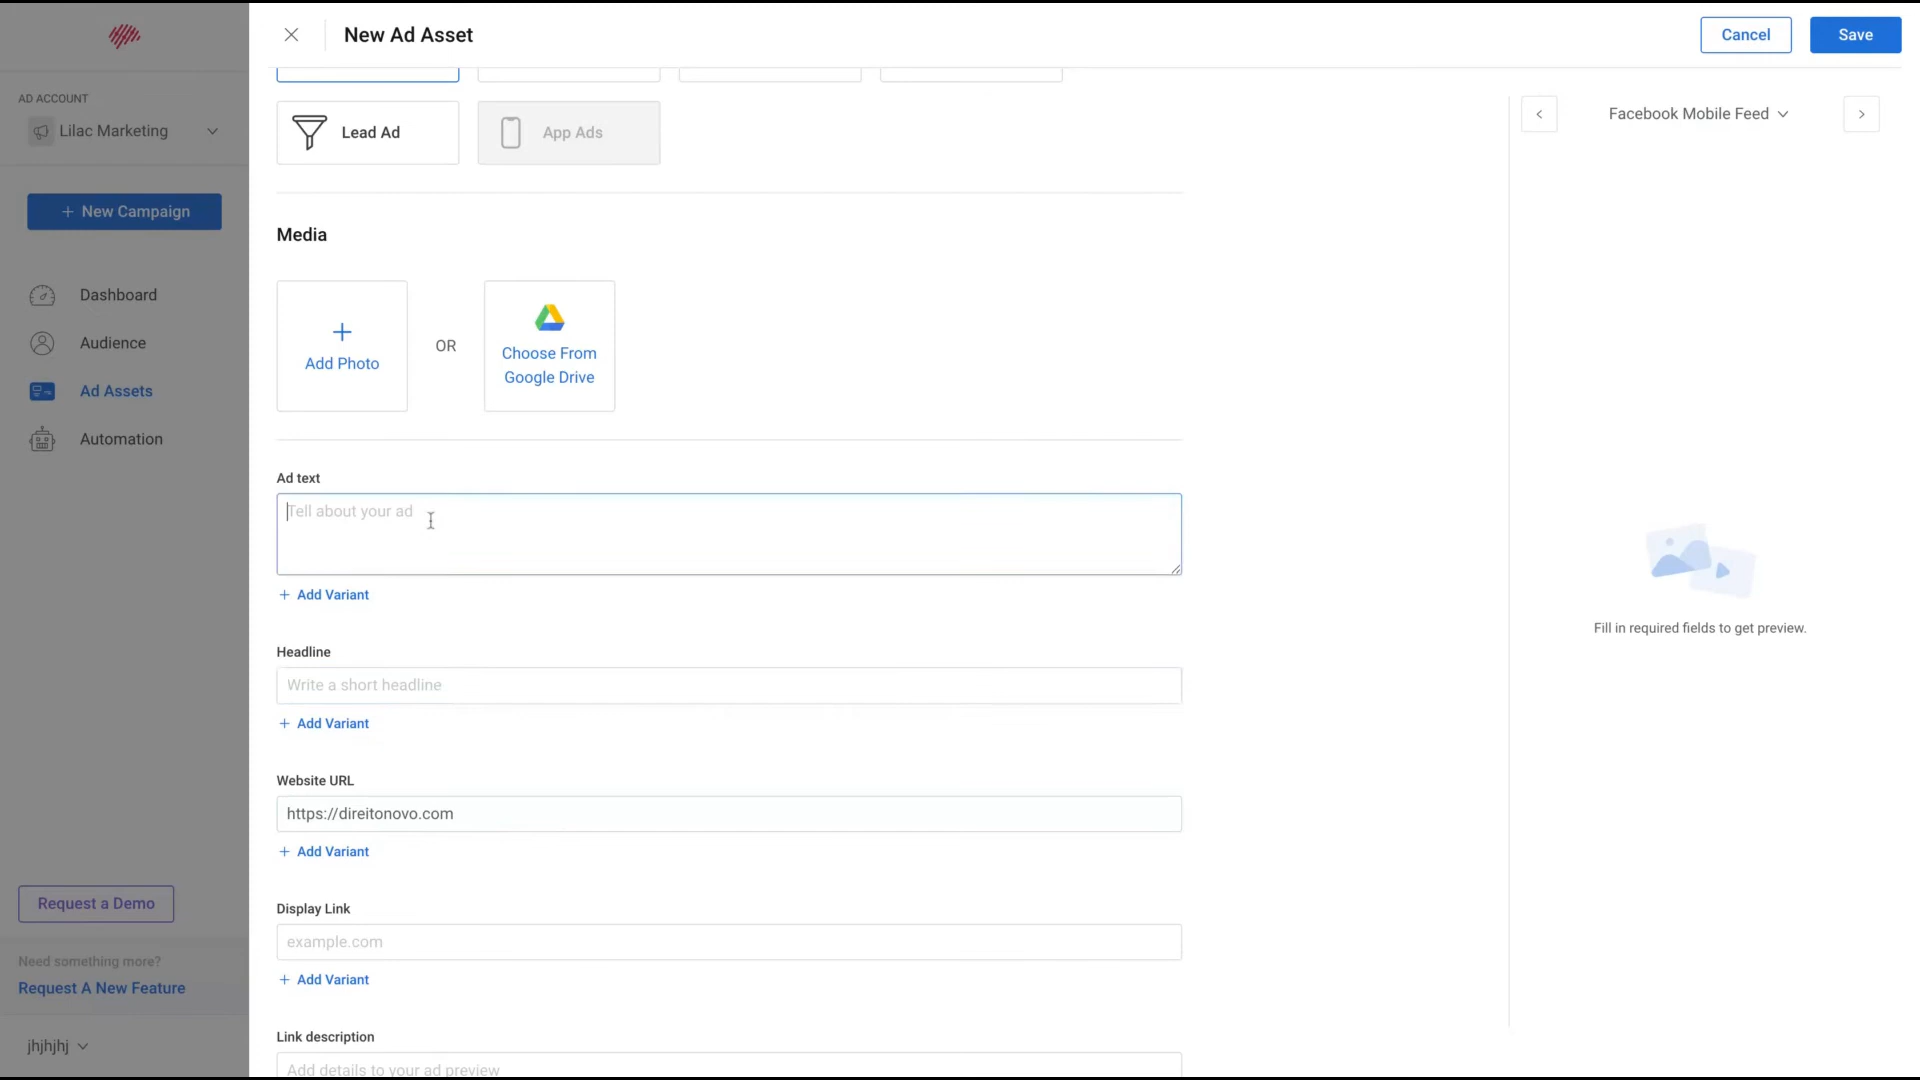 New Ad Asset
Cancel
Save
AD ACCOUNT
Lilac Marketing
+ New Campaign
Dashboard
Audience
Ad Assets
Automation
Request a Demo
Need something more?
Request A New Feature
jhjhjhj
Lead Ad
App Ads
Media
+
Add Photo
OR
Choose From
Google Drive
Ad text
Tell about your ad
+ Add Variant
Headline
Write a short headline
+ Add Variant
Website URL
https://direitonovo.com
+ Add Variant
Display Link
example.com
+ Add Variant
Link description
Add details to your ad preview
Facebook Mobile Feed
Fill in required fields to get preview.